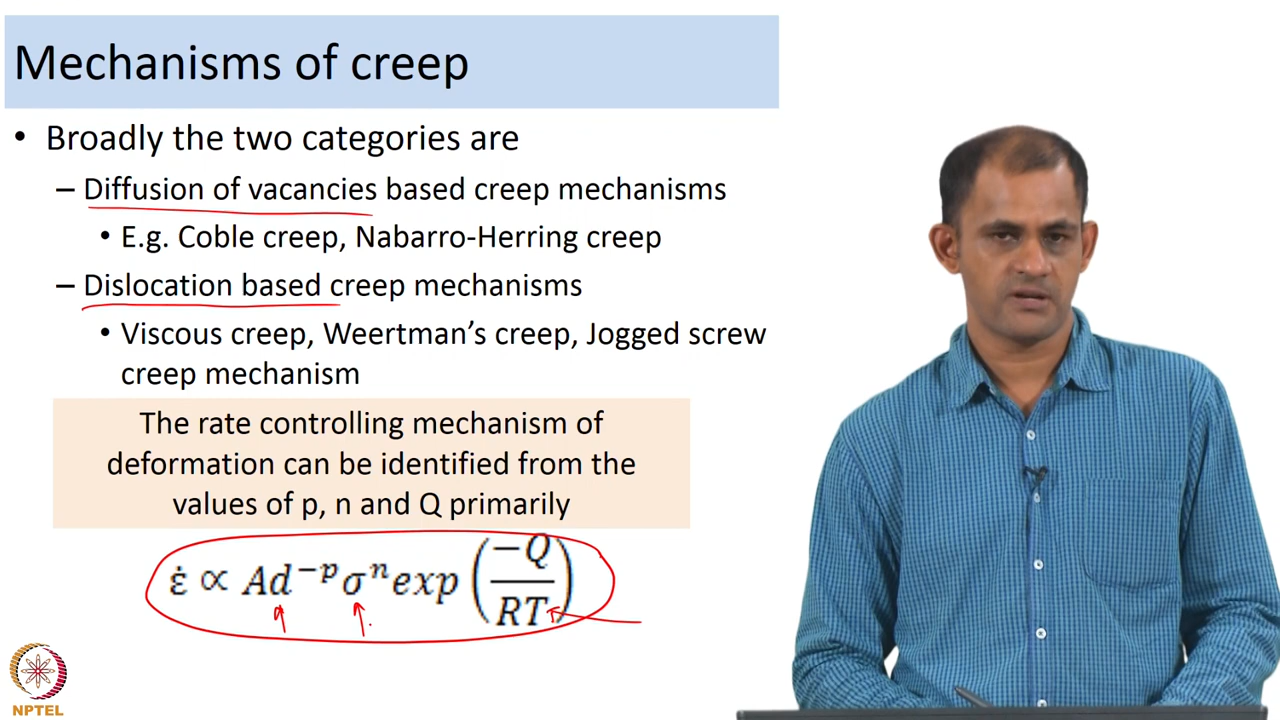 Mechanisms of creep
• Broadly the two categories are
– Diffusion of vacancies based creep mechanisms
• E.g. Coble creep, Nabarro-Herring creep
– Dislocation based creep mechanisms
• Viscous creep, Weertman’s creep, Jogged screw
creep mechanism
The rate controlling mechanism of
deformation can be identified from the
values of p, n and Q primarily
ε̇ ∝ Ad^{−p}σ^{n}exp(−Q/RT)
NPTEL